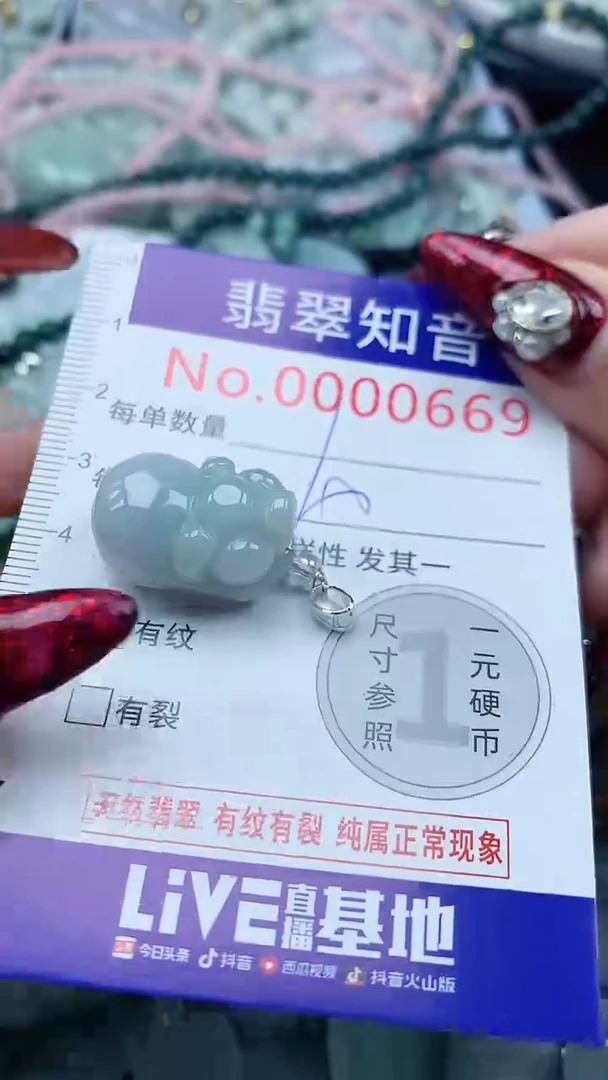 0
1
翡翠知音
No.0000669
2
每单数量
3
4
样性 发其一
有纹
有裂
尺寸参照
1
一元硬币
天然翡翠 有纹有裂 纯属正常现象
LiVE直播基地
今日头条 抖音 西瓜视频 抖音火山版